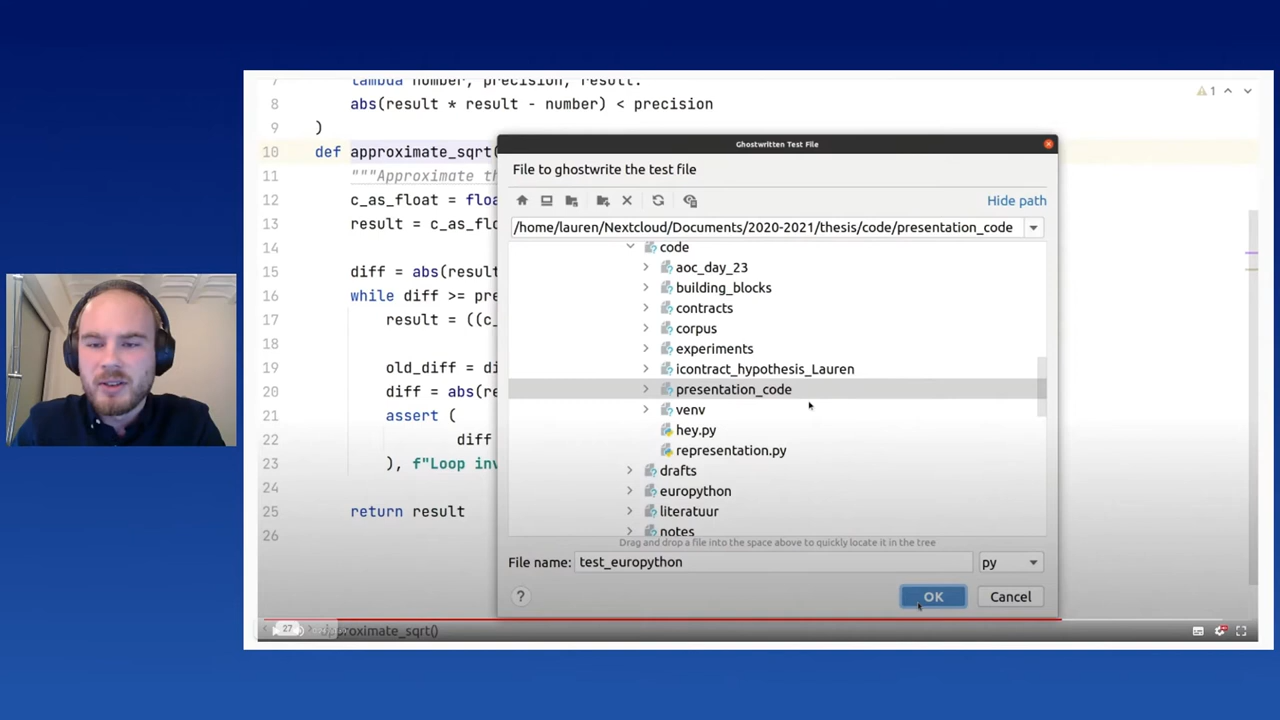 7 lambda number, precision, result:
8 abs(result * result - number) < precision
9 )
1
10 def approximate_sqrt(
11 """Approximate th
12 c_as_float = floa
13 result = c_as_flo
14
15 diff = abs(result
16 while diff >= pre
17 result = ((c_
18
19 old_diff = di
20 diff = abs(re
21 assert (
22 diff
23 ), f"Loop inv
24
25 return result
26
Ghostwritten Test File
File to ghostwrite the test file
Hide path
/home/lauren/Nextcloud/Documents/2020-2021/thesis/code/presentation_code
code
aoc_day_23
building_blocks
contracts
corpus
experiments
icontract_hypothesis_Lauren
presentation_code
venv
hey.py
representation.py
drafts
europython
literatuur
notes
Drag and drop a file into the space above to quickly locate it in the tree
File name: test_europython py
? OK Cancel
27
proximate_sqrt()